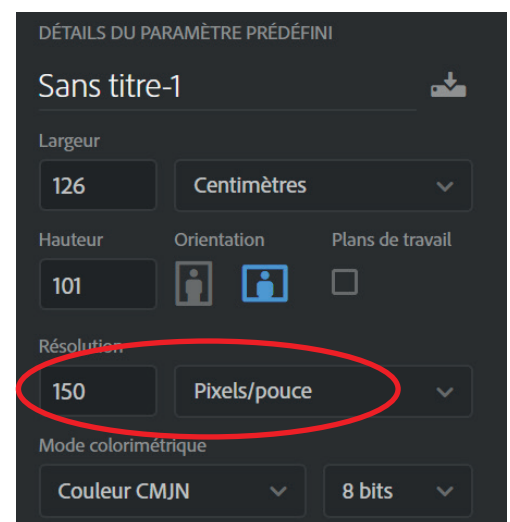 DÉTAILS DU PARAMÈTRE PRÉDÉFINI
Sans titre-1
Largeur
126 Centimètres
Hauteur Orientation Plans de travail
101
Résolution
150 Pixels/pouce
Mode colorimétrique
Couleur CMJN 8 bits